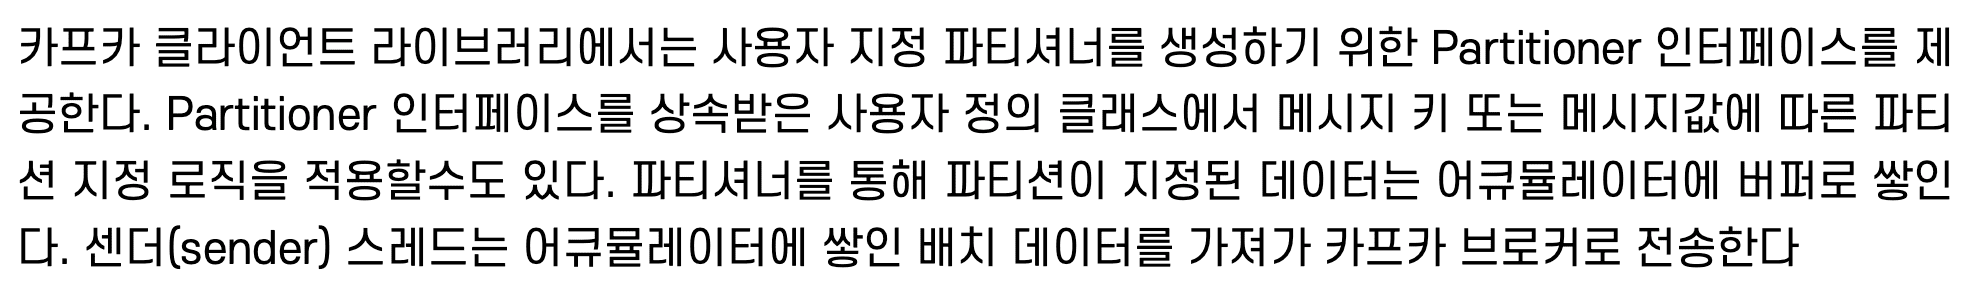 카프카 클라이언트 라이브러리에서는 사용자 지정 파티셔너를 생성하기 위한 Partitioner 인터페이스를 제
공한다. Partitioner 인터페이스를 상속받은 사용자 정의 클래스에서 메시지 키 또는 메시지값에 따른 파티
션 지정 로직을 적용할수도 있다. 파티셔너를 통해 파티션이 지정된 데이터는 어큐뮬레이터에 버퍼로 쌓인
다. 센더(sender) 스레드는 어큐뮬레이터에 쌓인 배치 데이터를 가져가 카프카 브로커로 전송한다